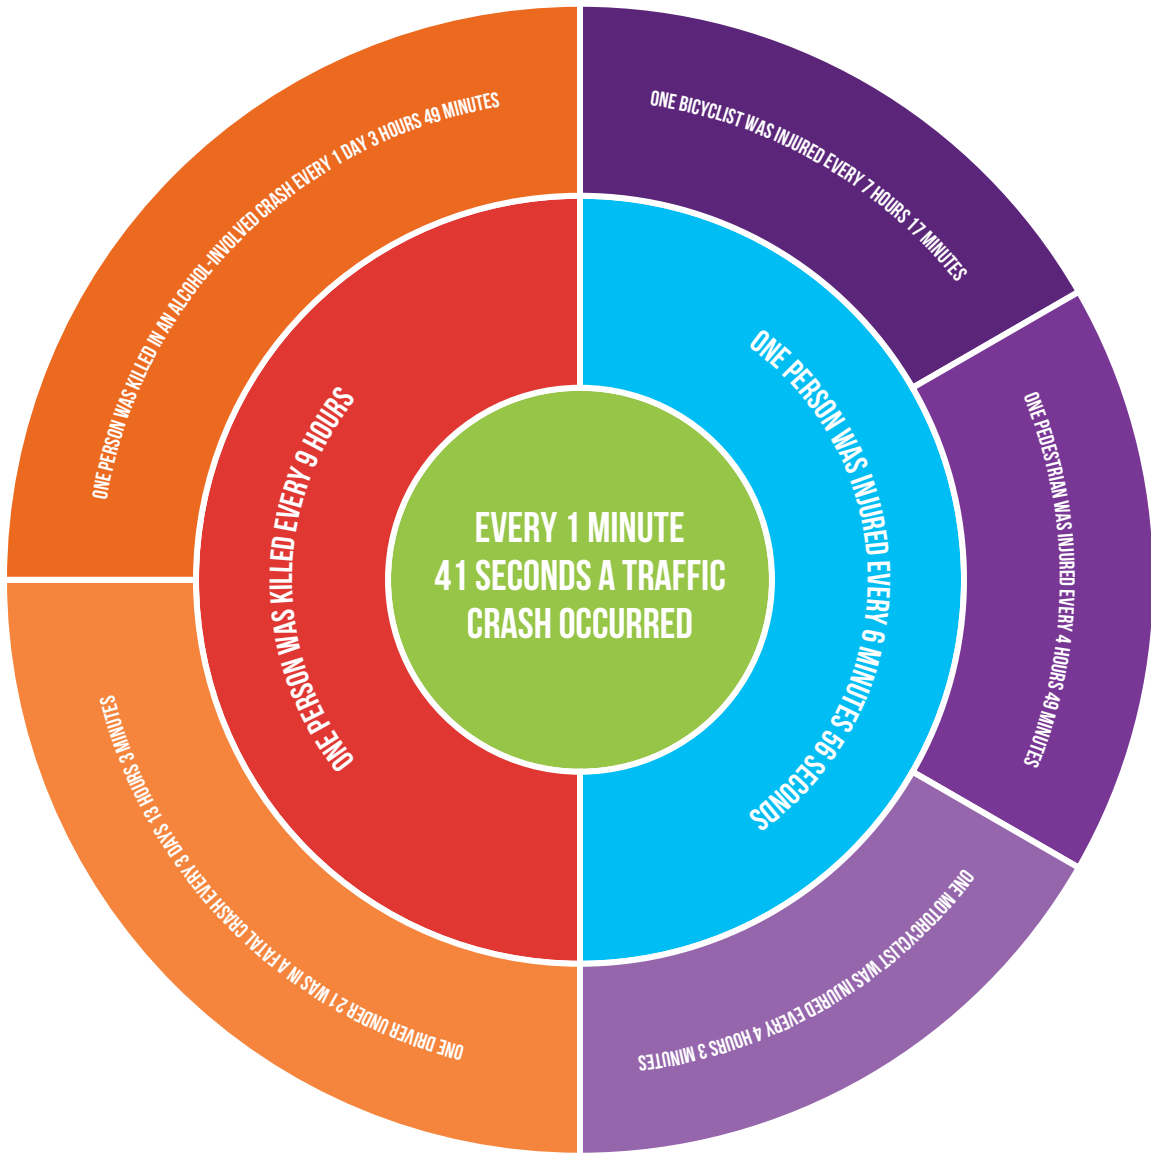 EVERY 1 MINUTE
41 SECONDS A TRAFFIC
CRASH OCCURRED
ONE PERSON WAS KILLED EVERY 9 HOURS
ONE PERSON WAS INJURED EVERY 6 MINUTES 56 SECONDS
ONE PERSON WAS KILLED IN AN ALCOHOL-INVOLVED CRASH EVERY 1 DAY 3 HOURS 49 MINUTES
ONE DRIVER UNDER 21 WAS IN A FATAL CRASH EVERY 3 DAYS 13 HOURS 3 MINUTES
ONE BICYCLIST WAS INJURED EVERY 7 HOURS 17 MINUTES
ONE PEDESTRIAN WAS INJURED EVERY 4 HOURS 49 MINUTES
ONE MOTORCYCLIST WAS INJURED EVERY 4 HOURS 3 MINUTES